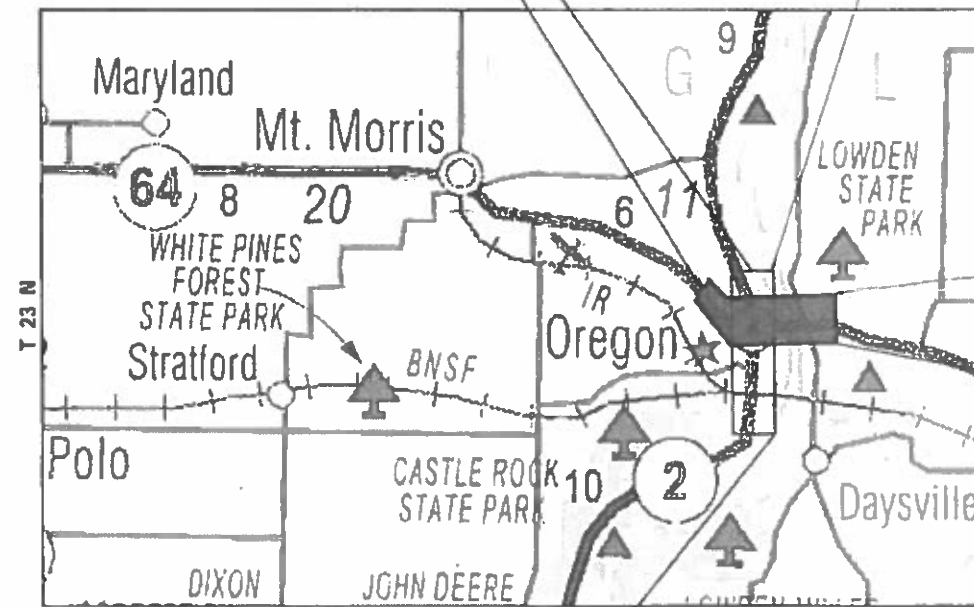 9
G
L
Maryland
Mt. Morris
LOWDEN
STATE
PARK
64
8
20
6
11
WHITE PINES
FOREST
STATE PARK
T 23 N
IR
Oregon
Stratford
BNSF
Polo
CASTLE ROCK
STATE PARK
10
2
Daysville
DIXON
JOHN DEERE